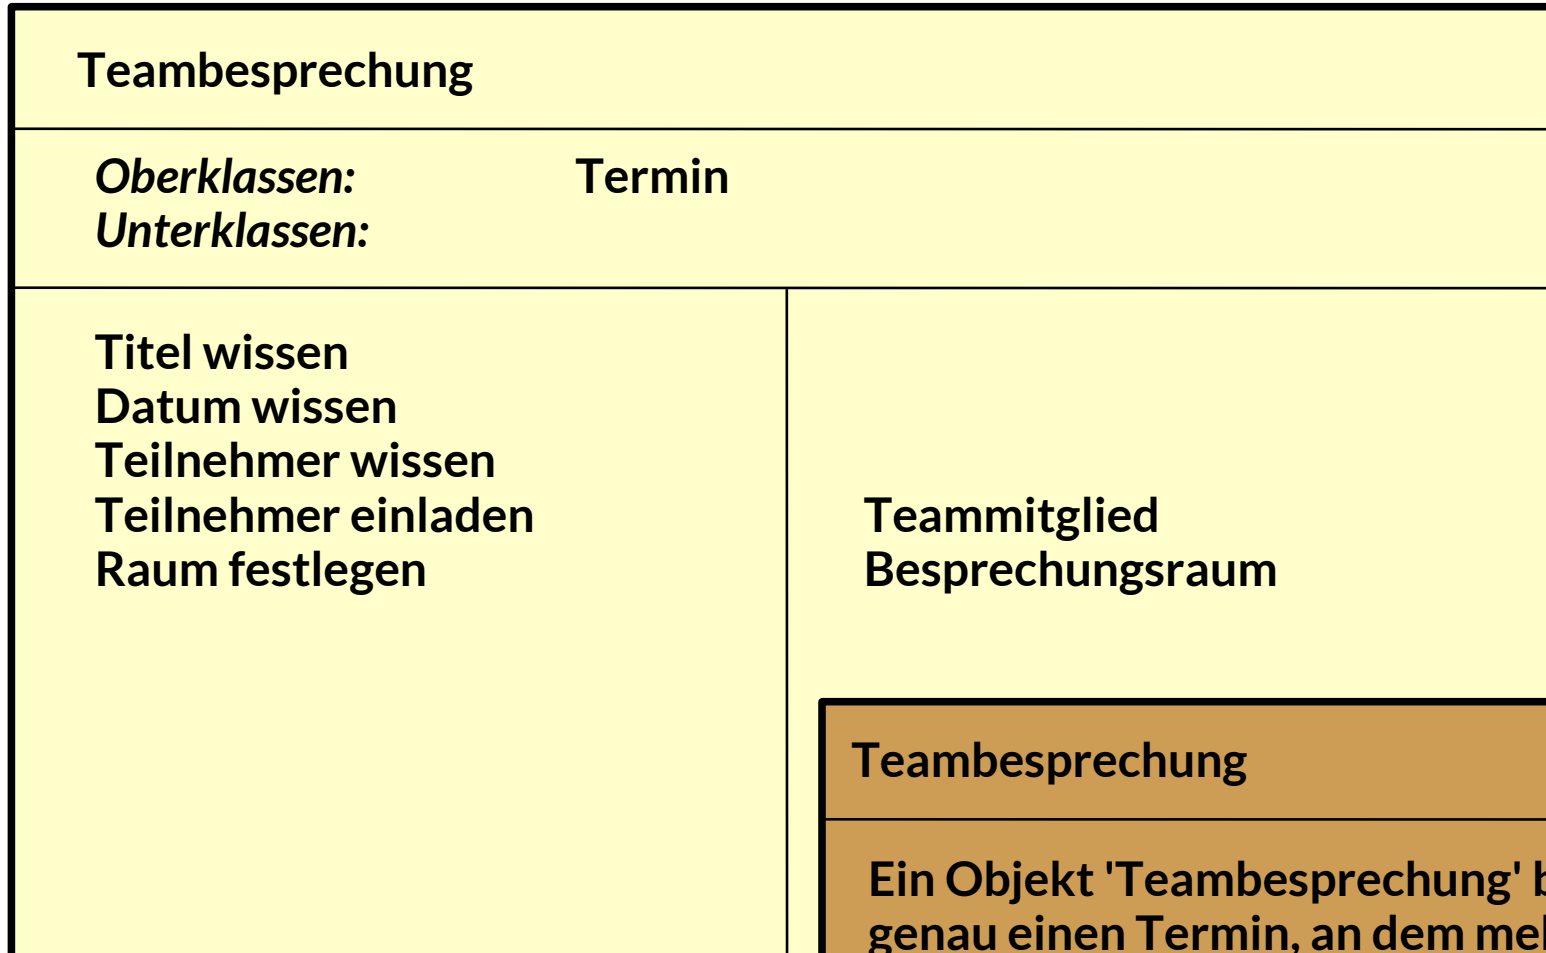 Teambesprechung
Oberklassen: Termin
Unterklassen:
Titel wissen
Datum wissen
Teilnehmer wissen
Teilnehmer einladen
Raum festlegen
Teammitglied
Besprechungsraum
Teambesprechung
Ein Objekt 'Teambesprechung'
genau einen Termin, an dem